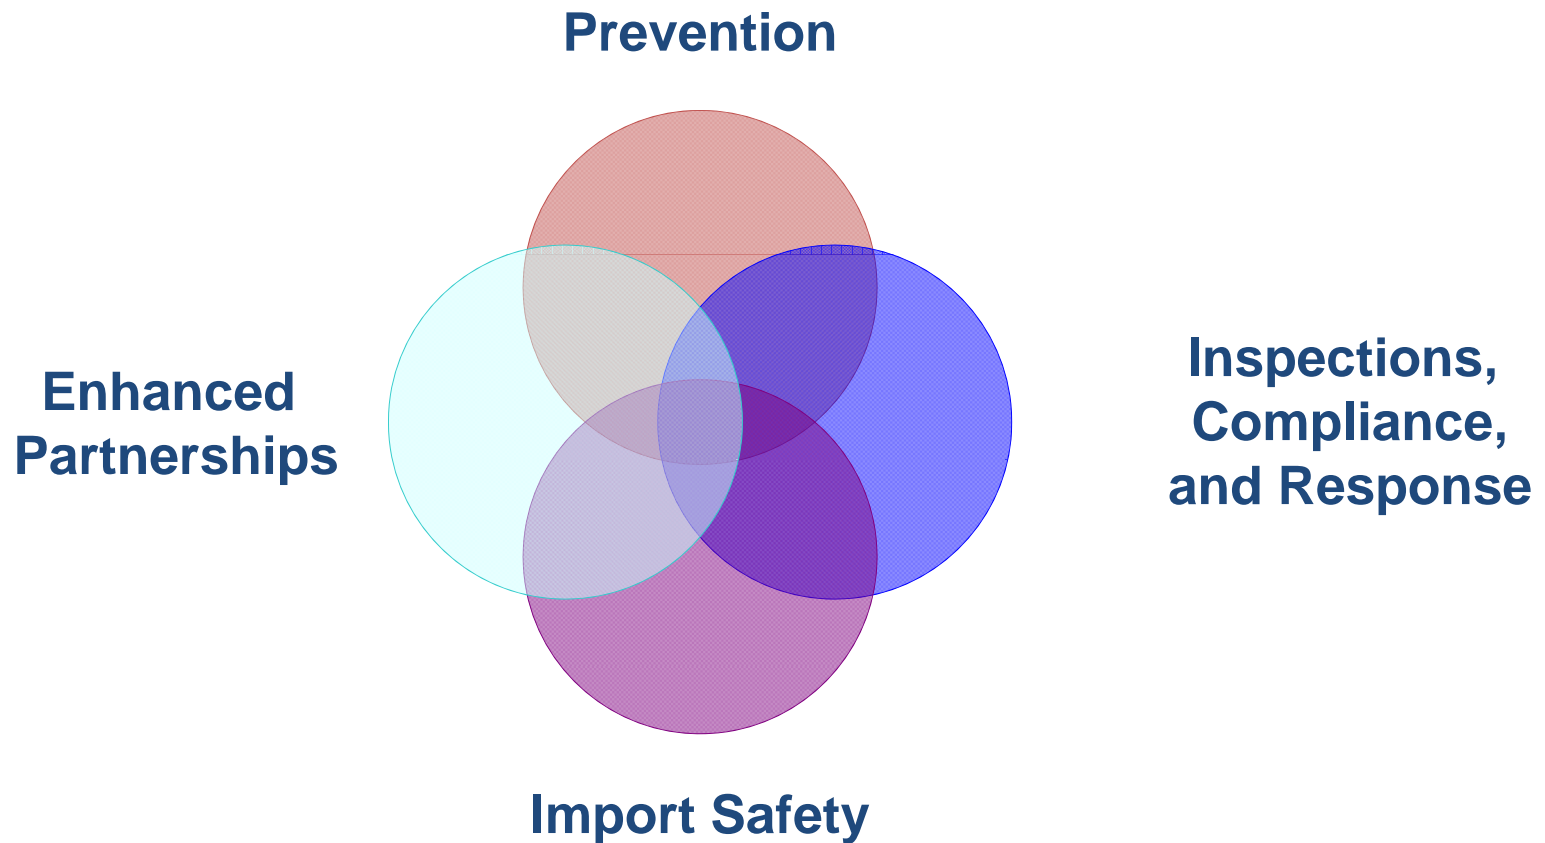 Prevention
Enhanced
Partnerships
Inspections,
Compliance,
and Response
Import Safety